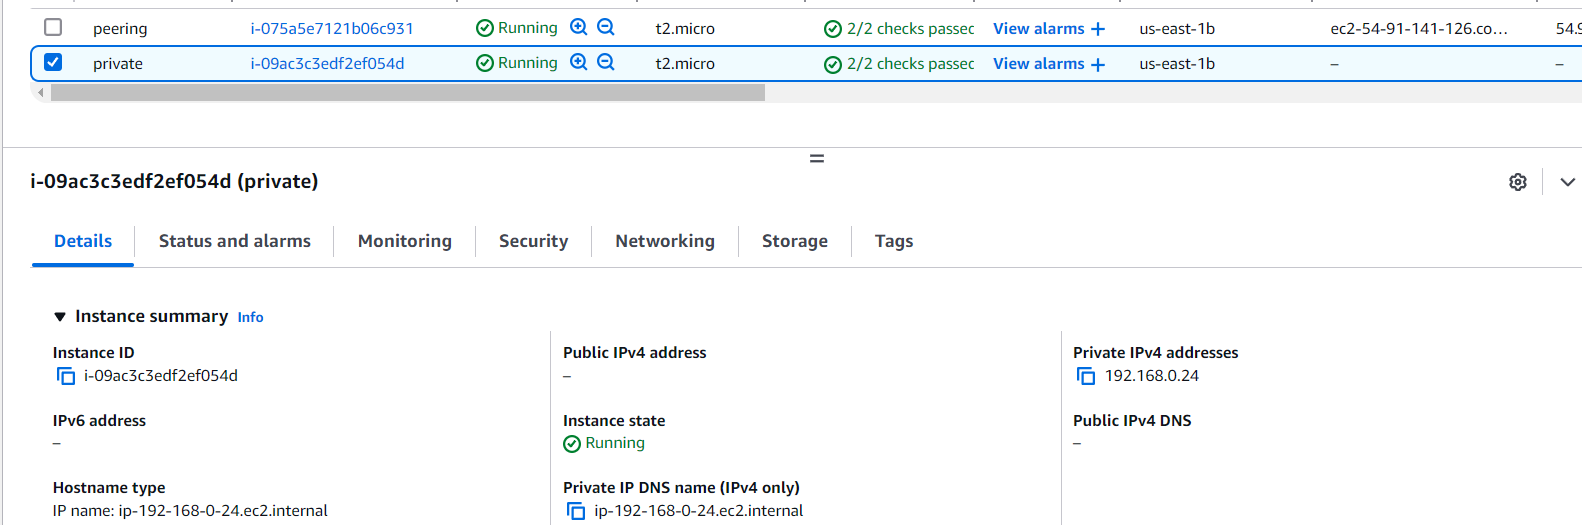 peering i-075a5e7121b06c931 Running t2.micro 2/2 checks passec View alarms + us-east-1b ec2-54-91-141-126.co… 54.9
private i-09ac3c3edf2ef054d Running t2.micro 2/2 checks passec View alarms + us-east-1b – –
i-09ac3c3edf2ef054d (private)
Details Status and alarms Monitoring Security Networking Storage Tags
Instance summary Info
Instance ID Public IPv4 address Private IPv4 addresses
i-09ac3c3edf2ef054d – 192.168.0.24
IPv6 address Instance state Public IPv4 DNS
– Running –
Hostname type Private IP DNS name (IPv4 only)
IP name: ip-192-168-0-24.ec2.internal ip-192-168-0-24.ec2.internal